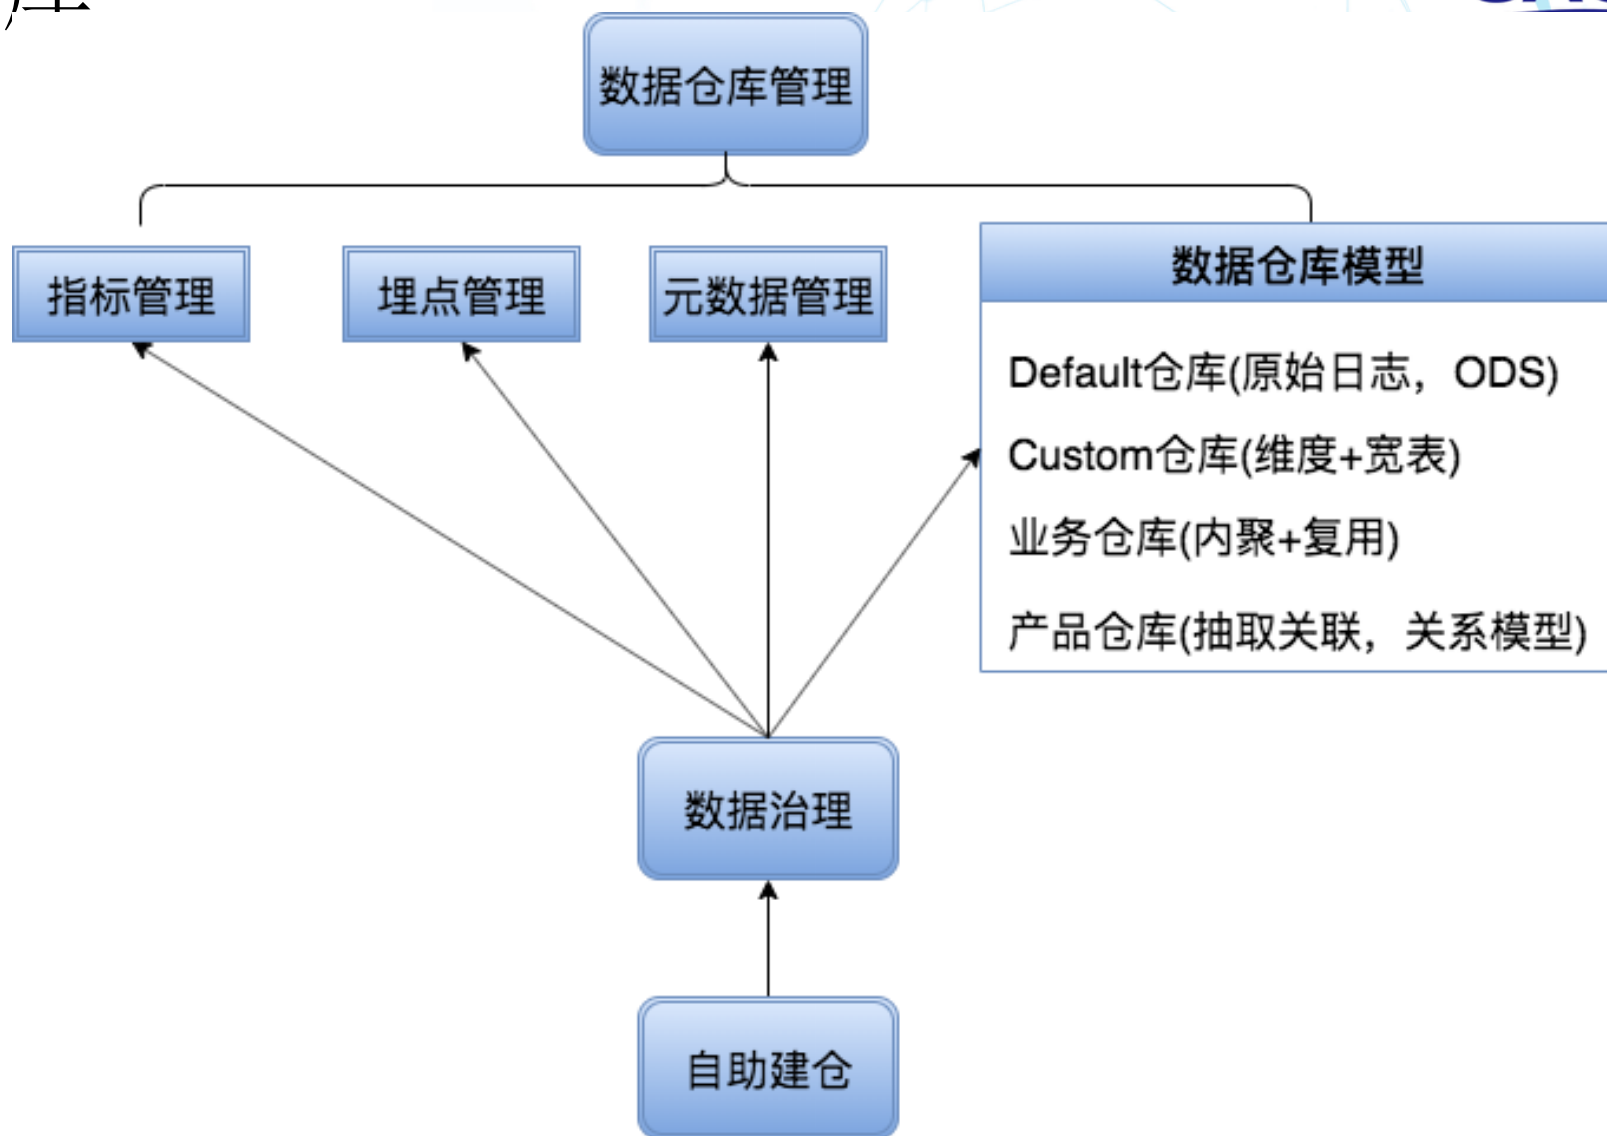 数据仓库管理
指标管理
埋点管理
元数据管理
数据仓库模型
Default仓库(原始日志，ODS)
Custom仓库(维度+宽表)
业务仓库(内聚+复用)
产品仓库(抽取关联，关系模型)
数据治理
自助建仓